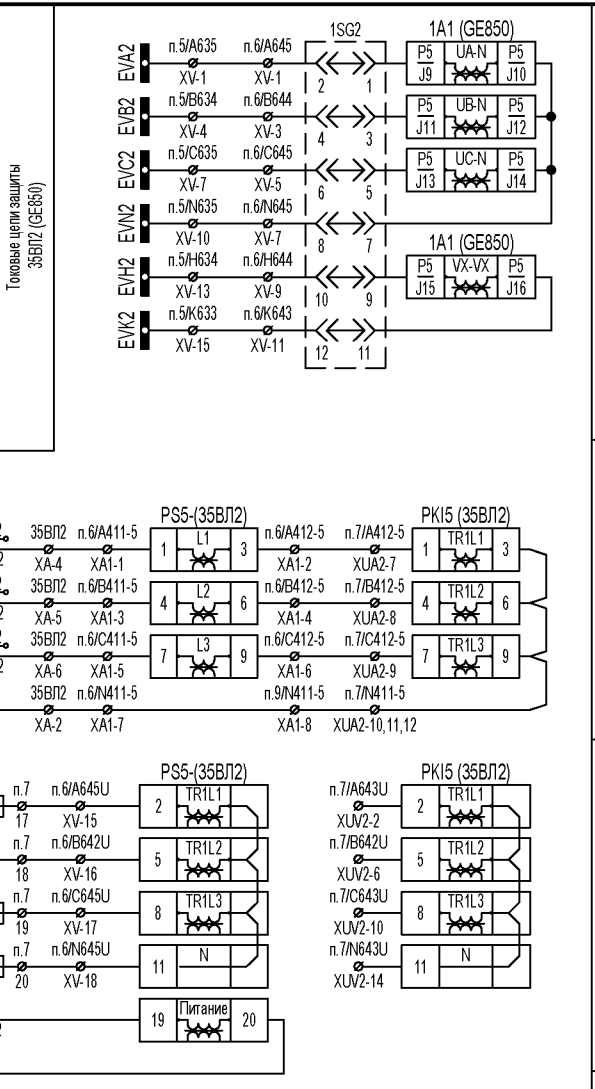 1SG2 1A1 (GE850)
EVA2 п.5/A635 п.6/A645 P5 UA-N P5
XV-1 XV-1 2 1 J9 J10
EVB2 п.5/B634 п.6/B644 P5 UB-N P5
XV-4 XV-3 4 3 J11 J12
EVC2 п.5/C635 п.6/C645 P5 UC-N P5
XV-7 XV-5 6 5 J13 J14
EVN2 п.5/N635 п.6/N645
XV-10 XV-7 8 7 1A1 (GE850)
EVH2 п.5/H634 п.6/H644 P5 VX-VX P5
XV-13 XV-9 10 9 J15 J16
EVK2 п.5/K633 п.6/K643
XV-15 XV-11 12 11
Токовые цепи защиты
35ВЛ2 (GE850)
PS5-(35ВЛ2) PKI5 (35ВЛ2)
35ВЛ2 п.6/A411-5 1 L1 3 п.6/A412-5 п.7/A412-5 1 TR1L1 3
XA-4 XA1-1 XA1-2 XUA2-7
35ВЛ2 п.6/B411-5 4 L2 6 п.6/B412-5 п.7/B412-5 4 TR1L2 6
XA-5 XA1-3 XA1-4 XUA2-8
35ВЛ2 п.6/C411-5 7 L3 9 п.6/C412-5 п.7/C412-5 7 TR1L3 9
XA-6 XA1-5 XA1-6 XUA2-9
35ВЛ2 п.6/N411-5 п.9/N411-5 п.7/N411-5
XA-2 XA1-7 XA1-8 XUA2-10,11,12
PS5-(35ВЛ2) PKI5 (35ВЛ2)
п.7 п.6/A645U 2 TR1L1 п.7/A643U 2 TR1L1
17 XV-15 XUV2-2
п.7 п.6/B642U 5 TR1L2 п.7/B642U 5 TR1L2
18 XV-16 XUV2-6
п.7 п.6/C645U 8 TR1L3 п.7/C643U 8 TR1L3
19 XV-17 XUV2-10
п.7 п.6/N645U 11 N п.7/N643U 11 N
20 XV-18 XUV2-14
19 Питание 20